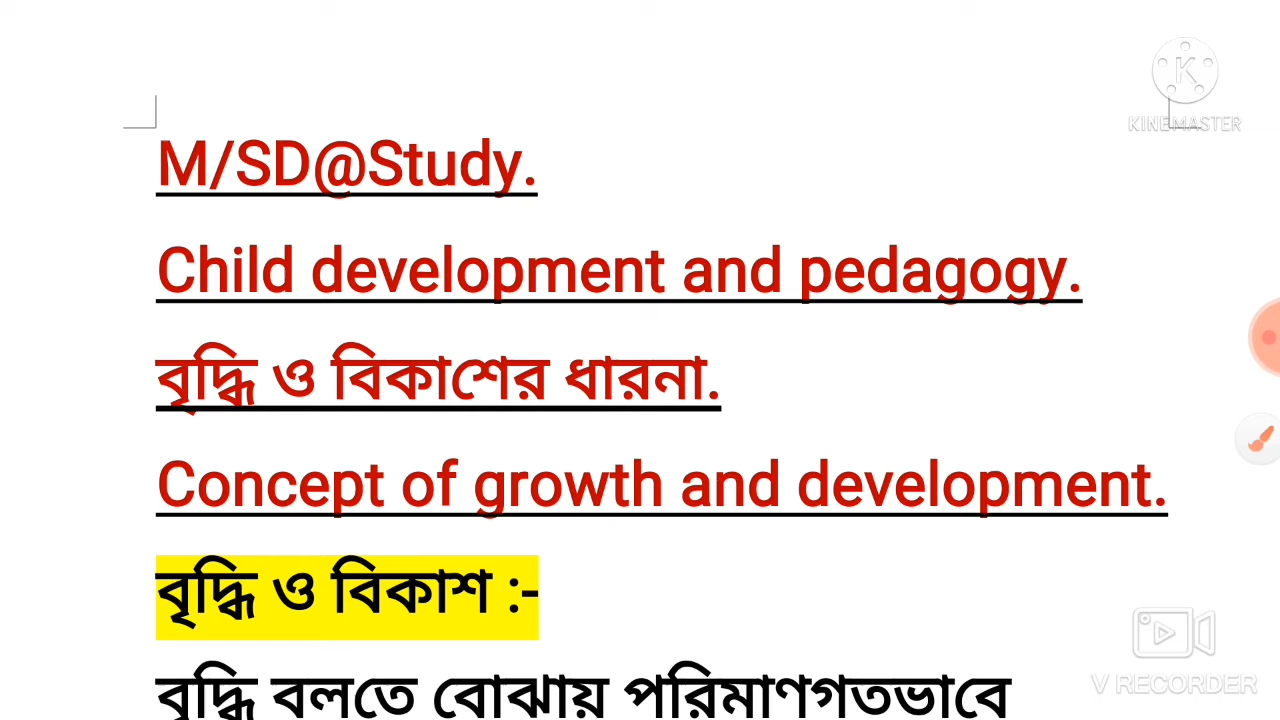 KINEMASTER
M/SD@Study.
Child development and pedagogy.
বৃদ্ধি ও বিকাশের ধারনা.
Concept of growth and development.
বৃদ্ধি ও বিকাশ :-
বৃদ্ধি বলতে বোঝায় পরিমাণগতভাবে
V RECORDER